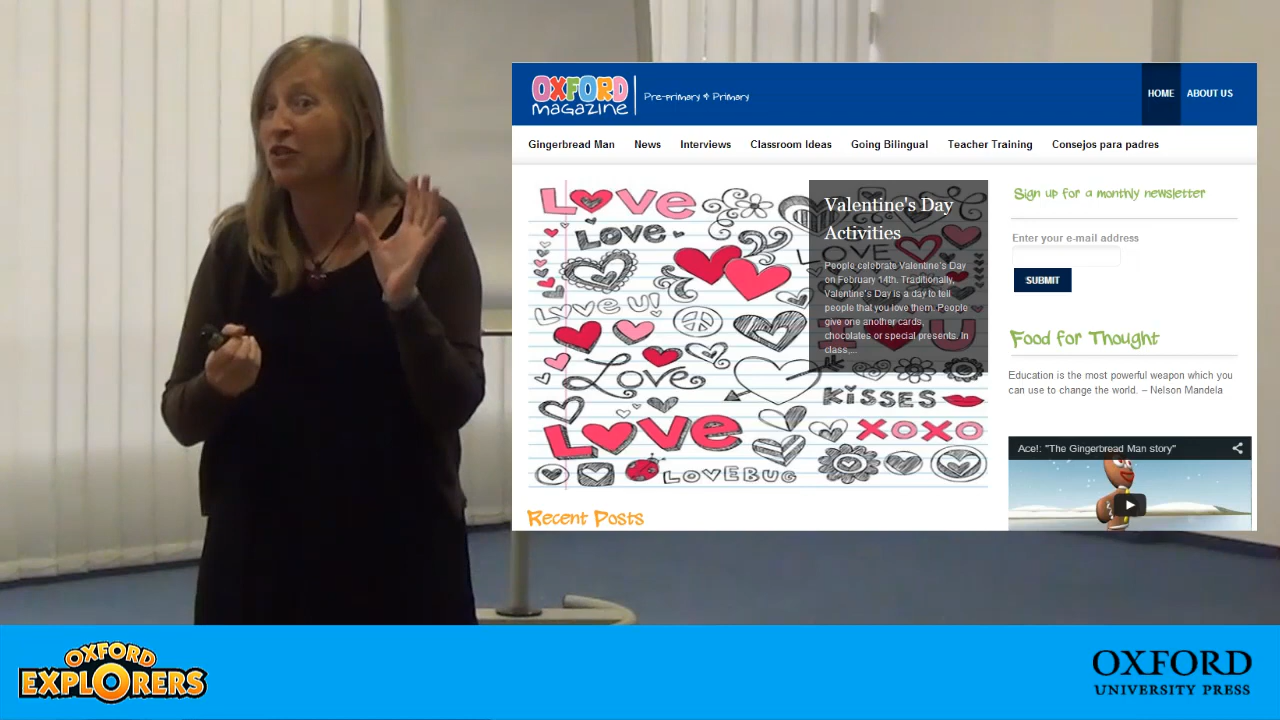 OXFORD
magazine
Pre-primary & Primary
HOME
ABOUT US
Gingerbread Man
News
Interviews
Classroom Ideas
Going Bilingual
Teacher Training
Consejos para padres
Love
Love
Love u!
Love
Love
LOVEBUG
LOVE
U
KISSES
XOXO
Valentine's Day
Activities
People celebrate Valentine's Day
on February 14th. Traditionally,
Valentine's Day is a day to tell
people that you love them. People
give one another cards,
chocolates or special presents. In
class,...
Sign up for a monthly newsletter
Enter your e-mail address
SUBMIT
Food for Thought
Education is the most powerful weapon which you
can use to change the world. – Nelson Mandela
Ace!: "The Gingerbread Man story"
Recent Posts
OXFORD
EXPLORERS
OXFORD
UNIVERSITY PRESS